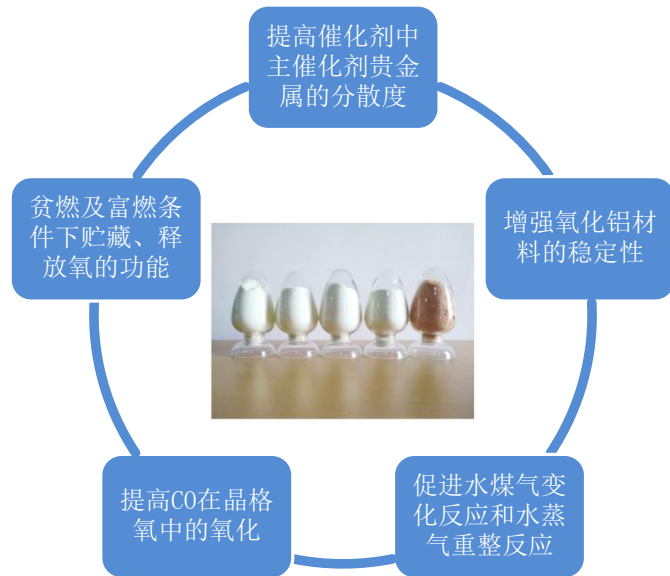 提高催化剂中
主催化剂贵金
属的分散度
增强氧化铝材
料的稳定性
促进水煤气变
化反应和水蒸
气重整反应
提高CO在晶格
氧中的氧化
贫燃及富燃条
件下贮藏、释
放氧的功能